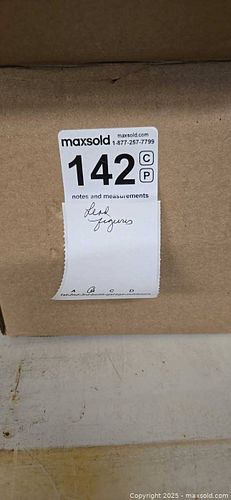 maxsold maxsold.com
1-877-257-7799
142 C
P
notes and measurements
Lead
figures
A B C D
Copyright © 2025 - maxsold.com